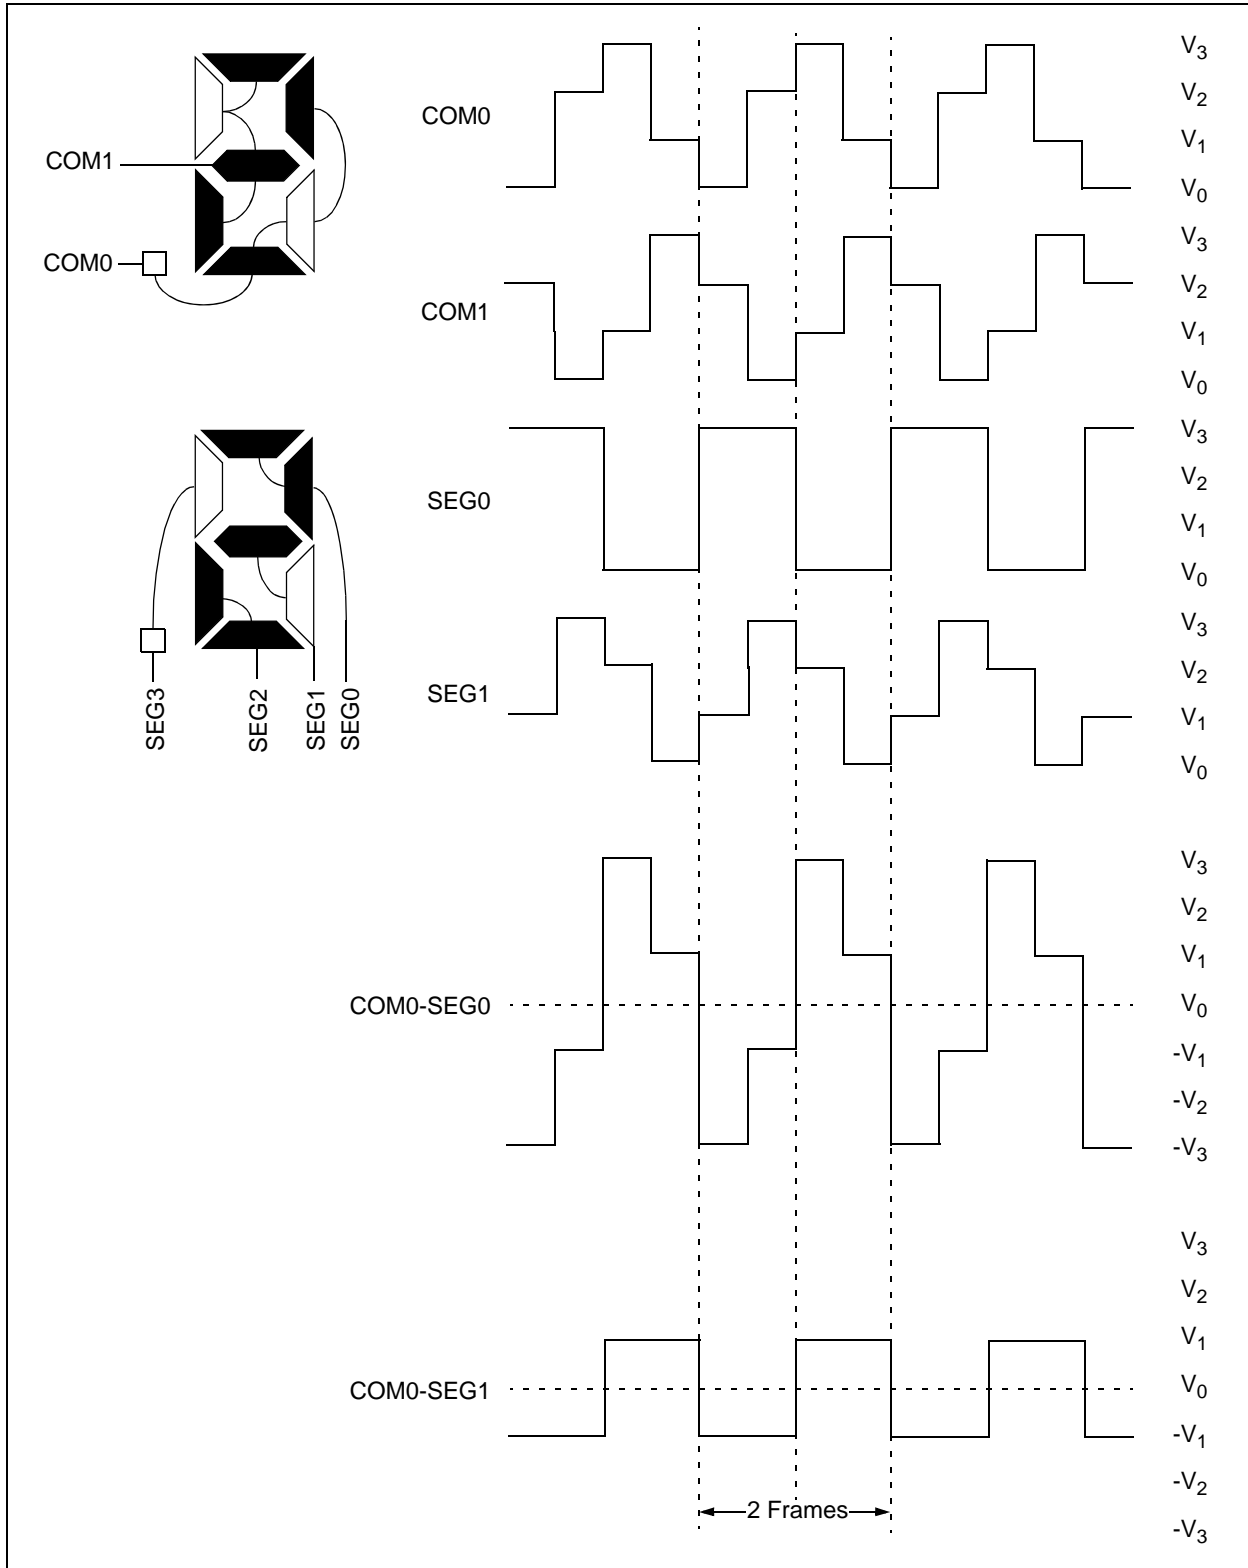 COM1
COM0
SEG3
SEG2
SEG1
SEG0
COM0
V3
V2
V1
V0
COM1
V3
V2
V1
V0
SEG0
V3
V2
V1
V0
SEG1
V3
V2
V1
V0
COM0-SEG0
V3
V2
V1
V0
-V1
-V2
-V3
COM0-SEG1
V3
V2
V1
V0
-V1
-V2
-V3
2 Frames